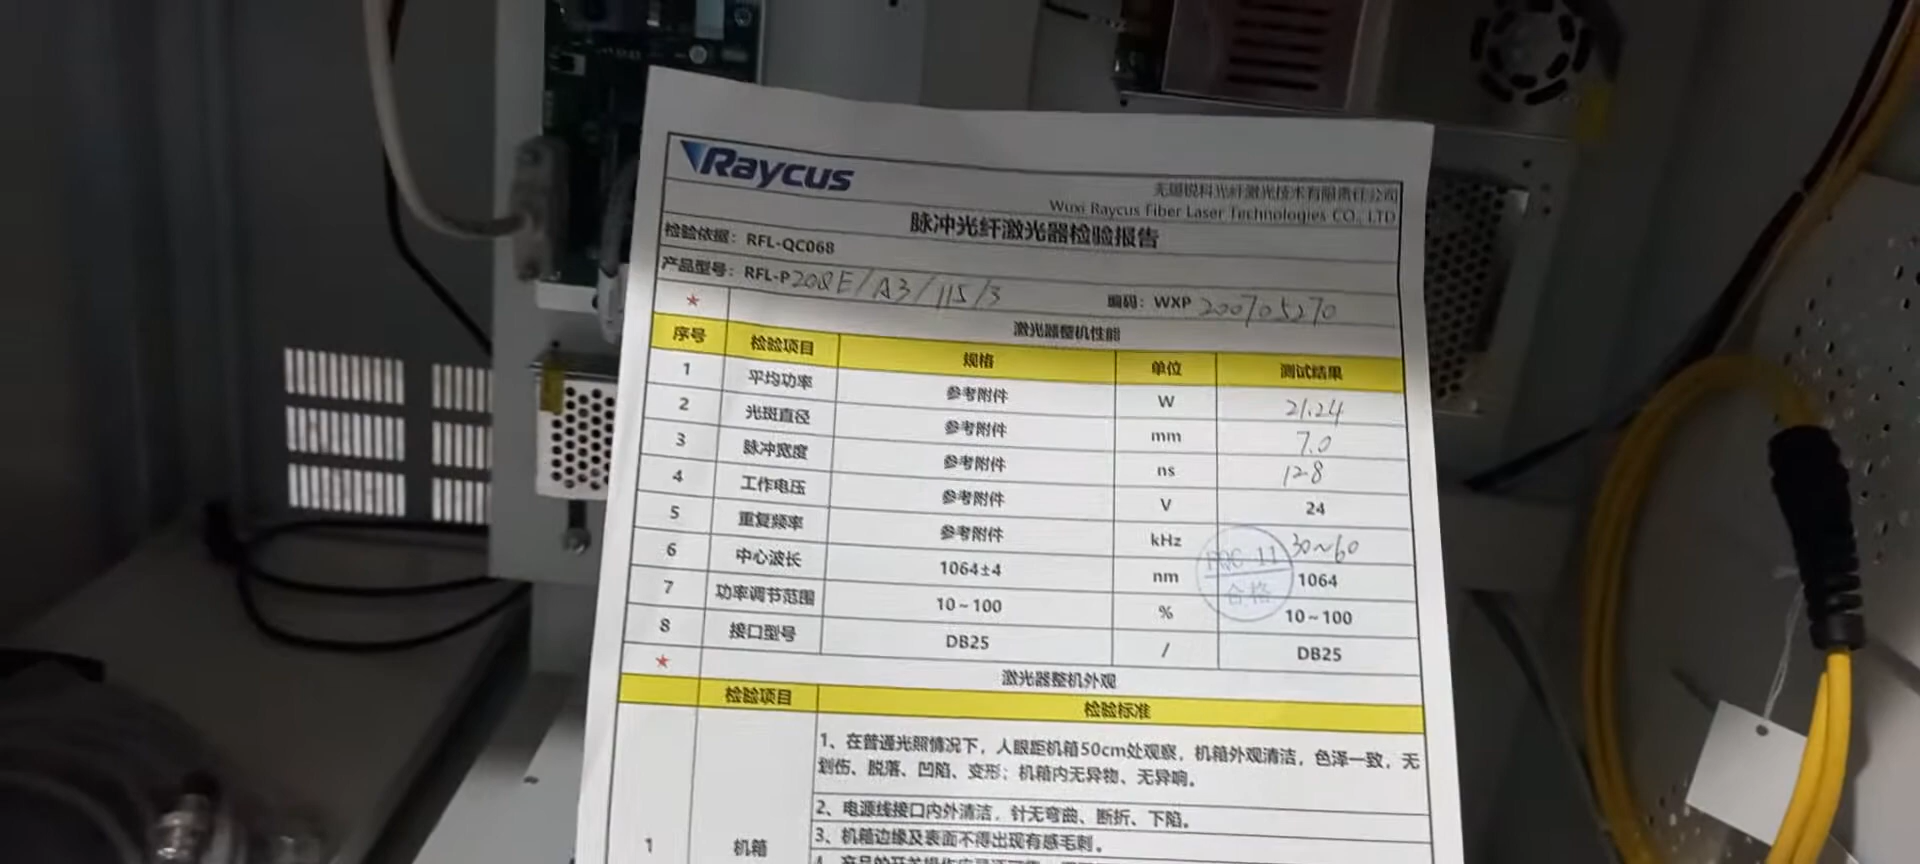 Raycus
无锡锐科光纤激光技术有限责任公司
Wuxi Raycus Fiber Laser Technologies CO., LTD
脉冲光纤激光器检验报告
检验依据：RFL-QC068
产品型号：RFL-P20QE/A3/115/3 编码：WXP 200705270
★ 激光器整机性能
序号 检验项目 规格 单位 测试结果
1 平均功率 参考附件 W 21.24
2 光斑直径 参考附件 mm 7.0
3 脉冲宽度 参考附件 ns 128
4 工作电压 参考附件 V 24
5 重复频率 参考附件 kHz 30~60
6 中心波长 1064±4 nm 1064
7 功率调节范围 10~100 % 10~100
8 接口型号 DB25 / DB25
合格
★ 激光器整机外观
检验项目 检验标准
1、在普通光照情况下，人眼距机箱50cm处观察，机箱外观清洁，色泽一致，无
划伤、脱落、凹陷、变形；机箱内无异物、无异响。
2、电源线接口内外清洁，针无弯曲、断折、下陷。
3、机箱边缘及表面不得出现有感毛刺。
1 机箱